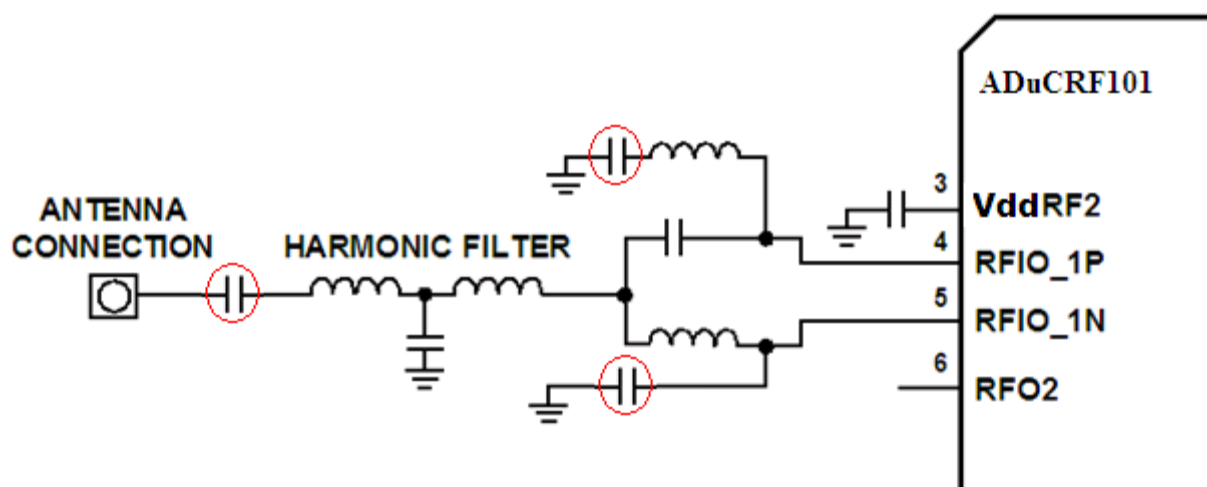 ADuCRF101
ANTENNA
CONNECTION
HARMONIC FILTER
3
VddRF2
4
RFIO_1P
5
RFIO_1N
6
RFO2